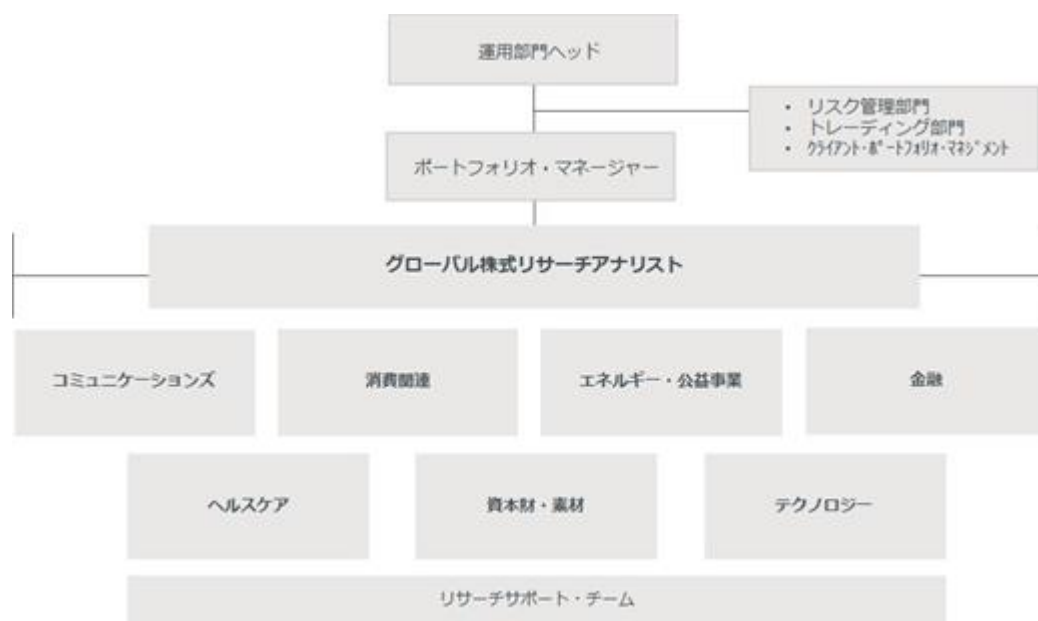 運用部門ヘッド
・ リスク管理部門
・ トレーディング部門
・ クライアント・ポートフォリオ・マネジメント
ポートフォリオ・マネージャー
グローバル株式リサーチアナリスト
コミュニケーションズ
消費関連
エネルギー・公益事業
金融
ヘルスケア
資本財・素材
テクノロジー
リサーチサポート・チーム